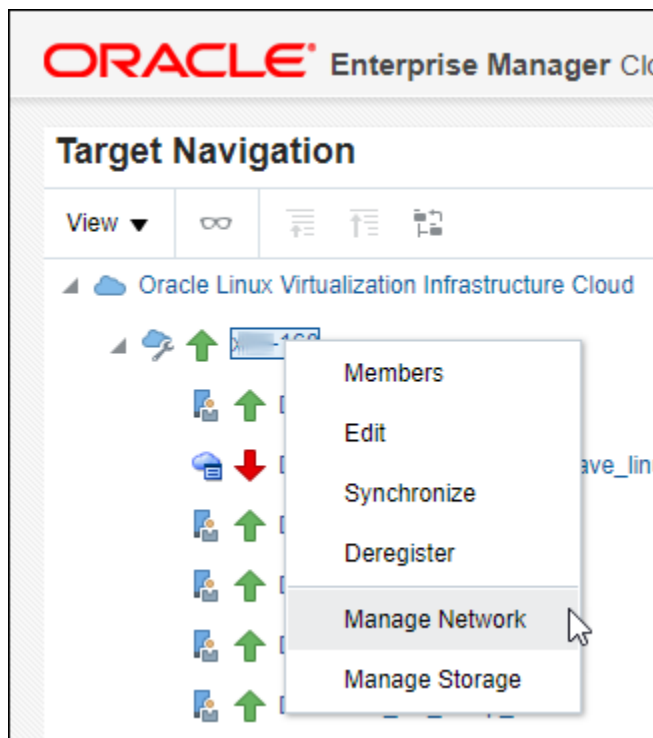 ORACLE Enterprise Manager
Target Navigation
View
Oracle Linux Virtualization Infrastructure Cloud
Members
Edit
Synchronize
Deregister
Manage Network
Manage Storage